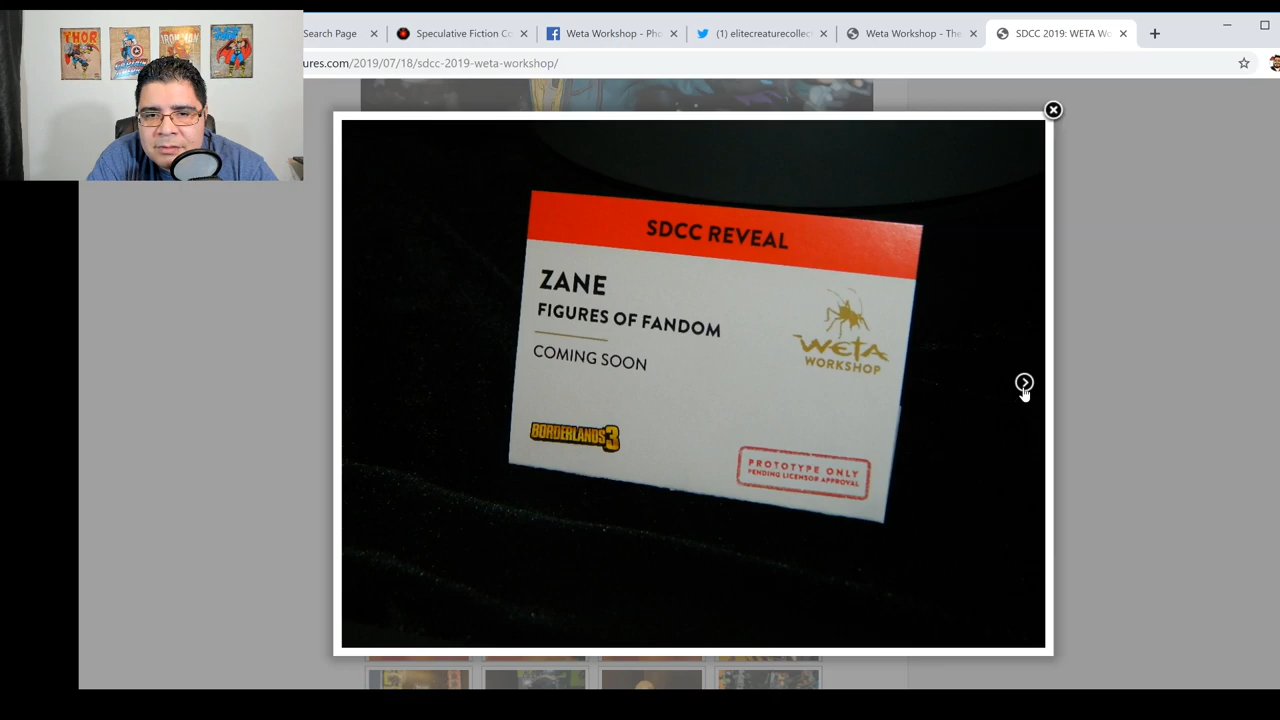 THOR
IRON MAN
Search Page
Speculative Fiction Co
Weta Workshop - Pho
(1) elitecreaturecollec
Weta Workshop - The
SDCC 2019: WETA Wo
ures.com/2019/07/18/sdcc-2019-weta-workshop/
SDCC REVEAL
ZANE
FIGURES OF FANDOM
COMING SOON
WETA
WORKSHOP
BORDERLANDS 3
PROTOTYPE ONLY
PENDING LICENSOR APPROVAL